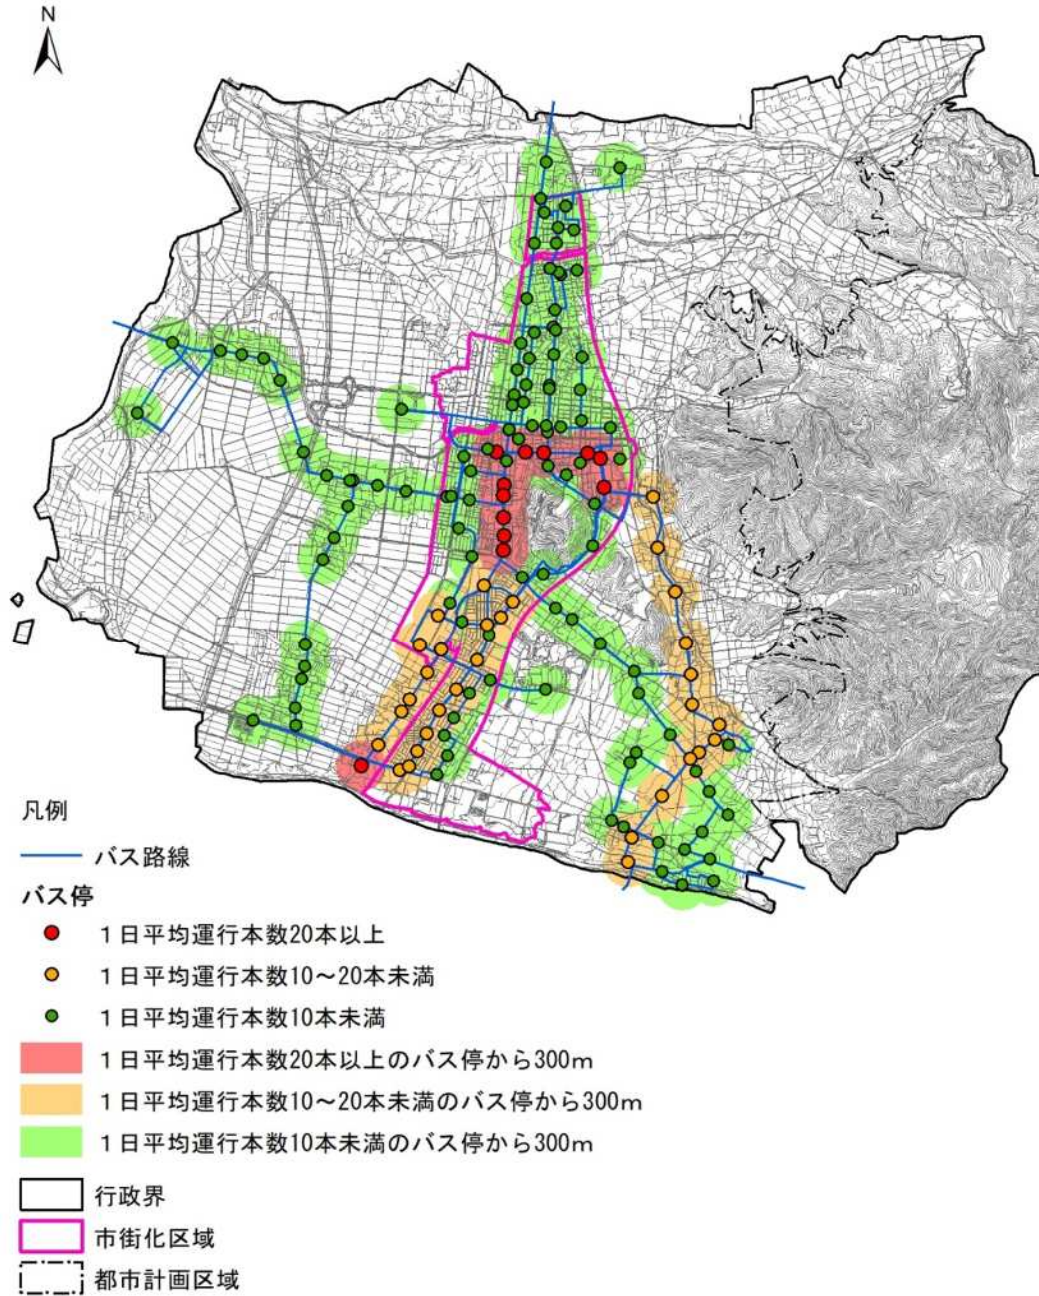 N
凡例
バス路線
バス停
１日平均運行本数20本以上
１日平均運行本数10～20本未満
１日平均運行本数10本未満
１日平均運行本数20本以上のバス停から300m
１日平均運行本数10～20本未満のバス停から300m
１日平均運行本数10本未満のバス停から300m
行政界
市街化区域
都市計画区域